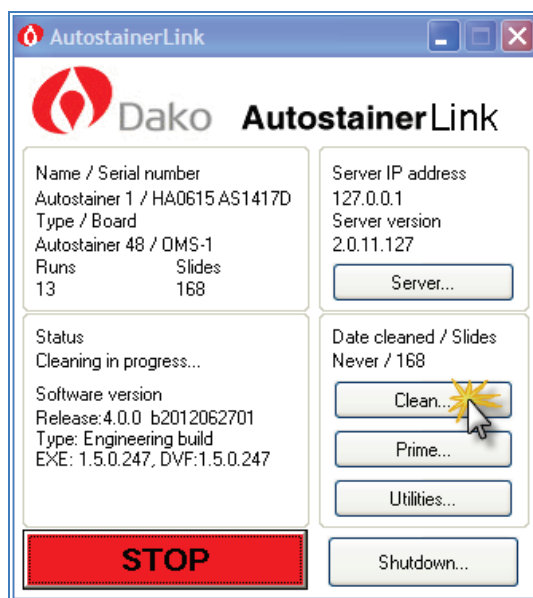 AutostainerLink
Dako AutostainerLink
Name / Serial number
Autostainer 1 / HA0615 AS1417D
Type / Board
Autostainer 48 / OMS-1
Runs Slides
13 168
Server IP address
127.0.0.1
Server version
2.0.11.127
Server...
Status
Cleaning in progress...
Software version
Release:4.0.0 b2012062701
Type: Engineering build
EXE: 1.5.0.247, DVF:1.5.0.247
Date cleaned / Slides
Never / 168
Clean...
Prime...
Utilities...
STOP
Shutdown...